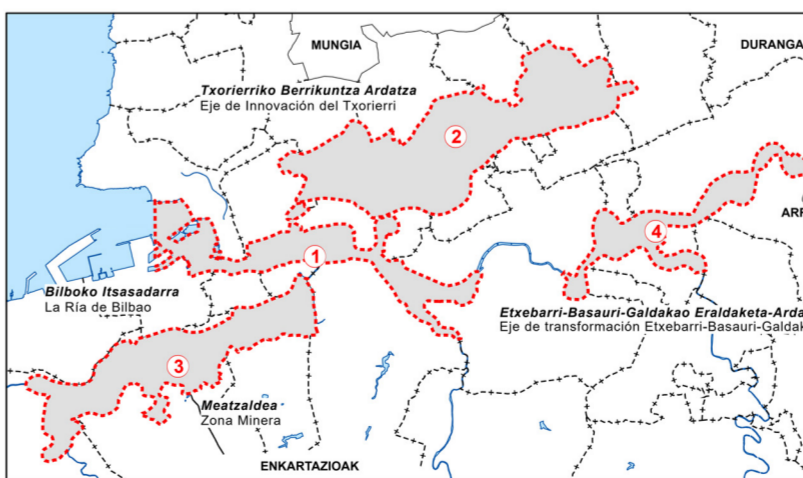 MUNGIA
DURANGA
Txorierriko Berrikuntza Ardatza
Eje de Innovación del Txorierri
2
4
ARR
1
Bilboko Itsasadarra
La Ría de Bilbao
Etxebarri-Basauri-Galdakao Eraldaketa-Arda
Eje de transformación Etxebarri-Basauri-Galdak
3
Meatzaldea
Zona Minera
ENKARTAZIOAK